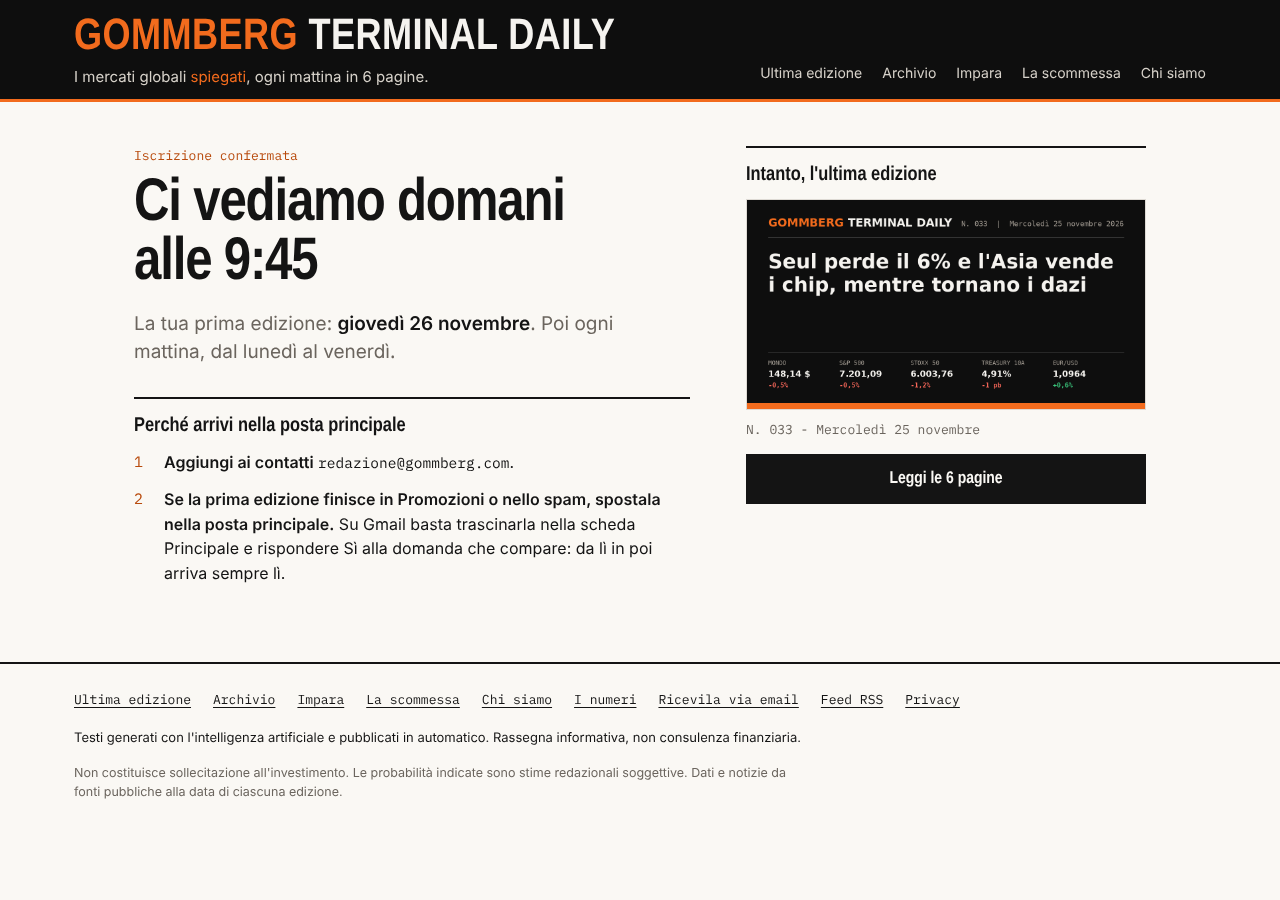 GOMMBERG TERMINAL DAILY
I mercati globali spiegati, ogni mattina in 6 pagine.
Ultima edizione Archivio Impara La scommessa Chi siamo
Iscrizione confermata
Ci vediamo domani
alle 9:45
La tua prima edizione: giovedì 26 novembre. Poi ogni
mattina, dal lunedì al venerdì.
Perché arrivi nella posta principale
1 Aggiungi ai contatti redazione@gommberg.com.
2 Se la prima edizione finisce in Promozioni o nello spam, spostala
nella posta principale. Su Gmail basta trascinarla nella scheda
Principale e rispondere Sì alla domanda che compare: da lì in poi
arriva sempre lì.
Intanto, l'ultima edizione
GOMMBERG TERMINAL DAILY N. 033 | Mercoledì 25 novembre 2026
Seul perde il 6% e l'Asia vende
i chip, mentre tornano i dazi
MONDO S&P 500 STOXX 50 TREASURY 10A EUR/USD
148,14 $ 7.201,09 6.003,76 4,91% 1,0964
-0,5% -0,5% -1,2% -1 pb +0,6%
N. 033 - Mercoledì 25 novembre
Leggi le 6 pagine
Ultima edizione Archivio Impara La scommessa Chi siamo I numeri Ricevila via email Feed RSS Privacy
Testi generati con l'intelligenza artificiale e pubblicati in automatico. Rassegna informativa, non consulenza finanziaria.
Non costituisce sollecitazione all'investimento. Le probabilità indicate sono stime redazionali soggettive. Dati e notizie da
fonti pubbliche alla data di ciascuna edizione.